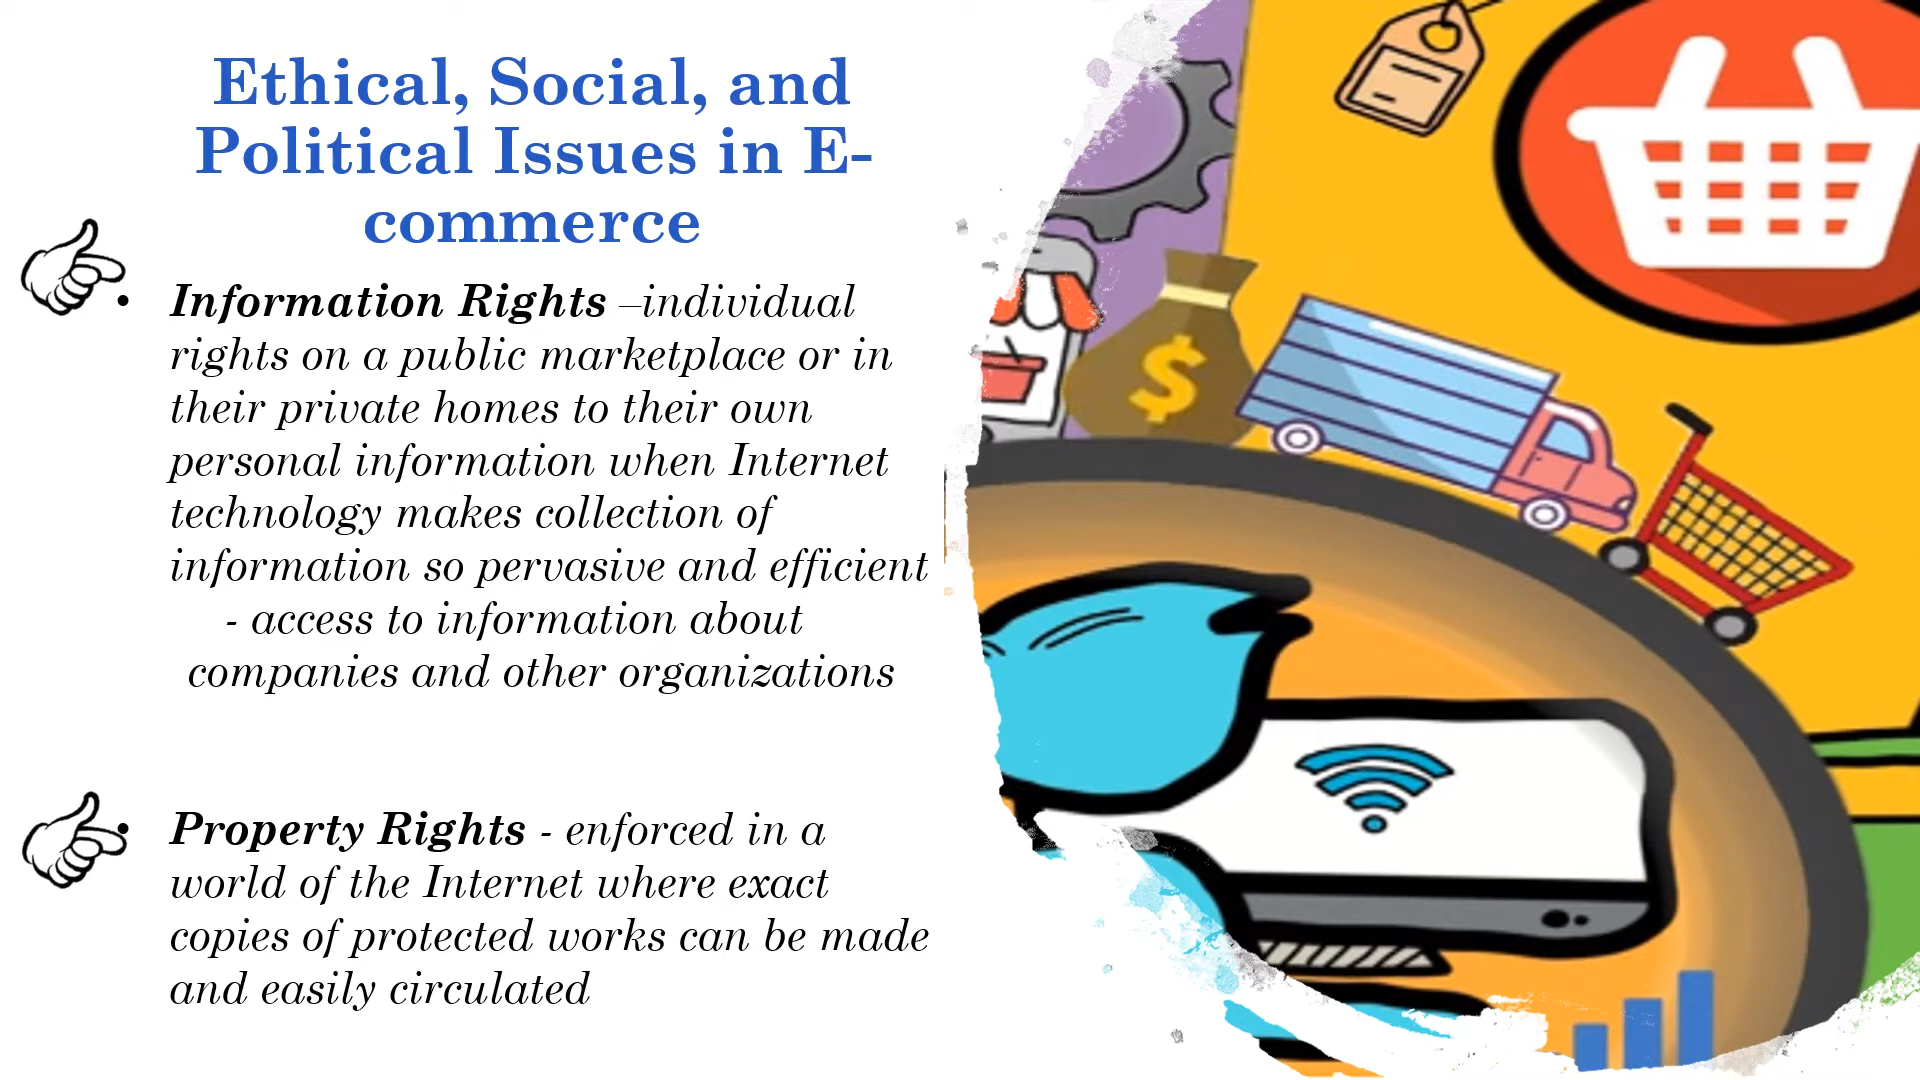 Ethical, Social, and
Political Issues in E-
commerce
• Information Rights –individual
rights on a public marketplace or in
their private homes to their own
personal information when Internet
technology makes collection of
information so pervasive and efficient
- access to information about
companies and other organizations
$
• Property Rights - enforced in a
world of the Internet where exact
copies of protected works can be made
and easily circulated